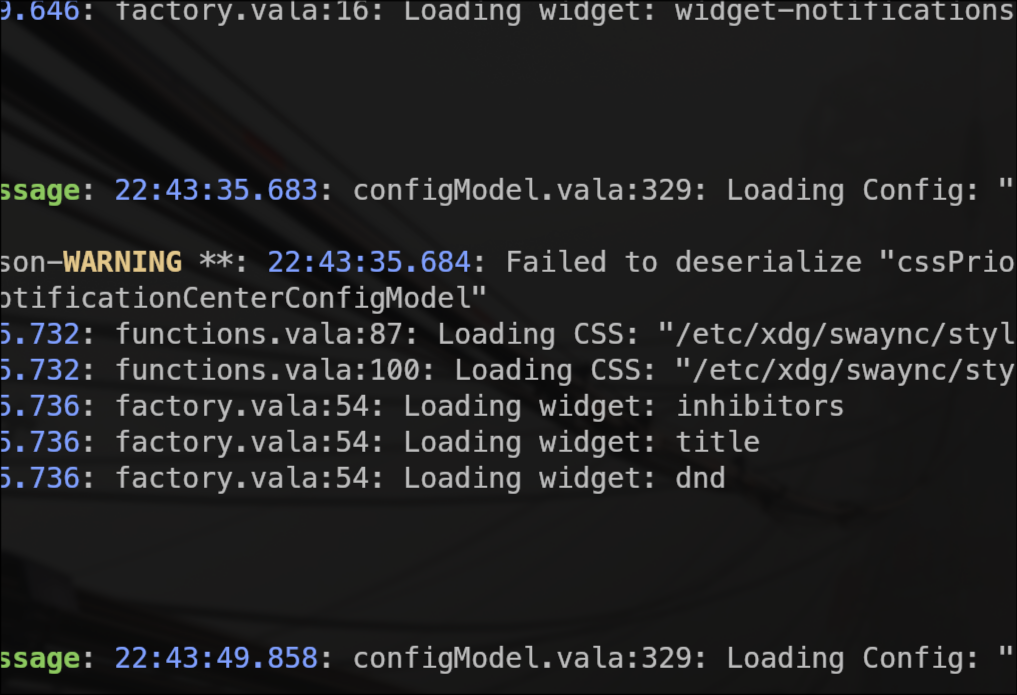 9.646: factory.vala:16: Loading widget: widget-notifications
ssage: 22:43:35.683: configModel.vala:329: Loading Config: "
son-WARNING **: 22:43:35.684: Failed to deserialize "cssPrio
otificationCenterConfigModel"
5.732: functions.vala:87: Loading CSS: "/etc/xdg/swaync/styl
5.732: functions.vala:100: Loading CSS: "/etc/xdg/swaync/sty
5.736: factory.vala:54: Loading widget: inhibitors
5.736: factory.vala:54: Loading widget: title
5.736: factory.vala:54: Loading widget: dnd
ssage: 22:43:49.858: configModel.vala:329: Loading Config: "